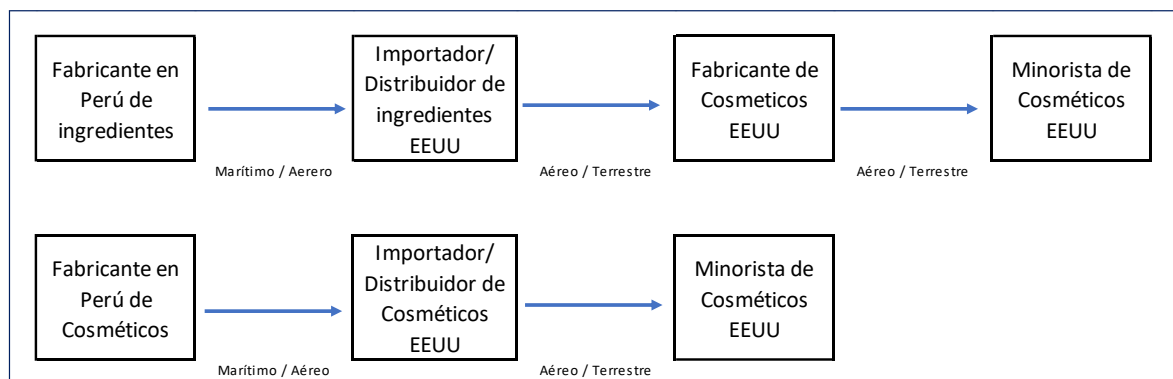 Fabricante en
Perú de
ingredientes
Importador/
Distribuidor de
ingredientes
EEUU
Fabricante de
Cosmeticos
EEUU
Minorista de
Cosméticos
EEUU
Marítimo / Aerero
Aéreo / Terrestre
Aéreo / Terrestre
Fabricante en
Perú de
Cosméticos
Importador/
Distribuidor de
Cosméticos
EEUU
Minorista de
Cosméticos
EEUU
Marítimo / Aéreo
Aéreo / Terrestre